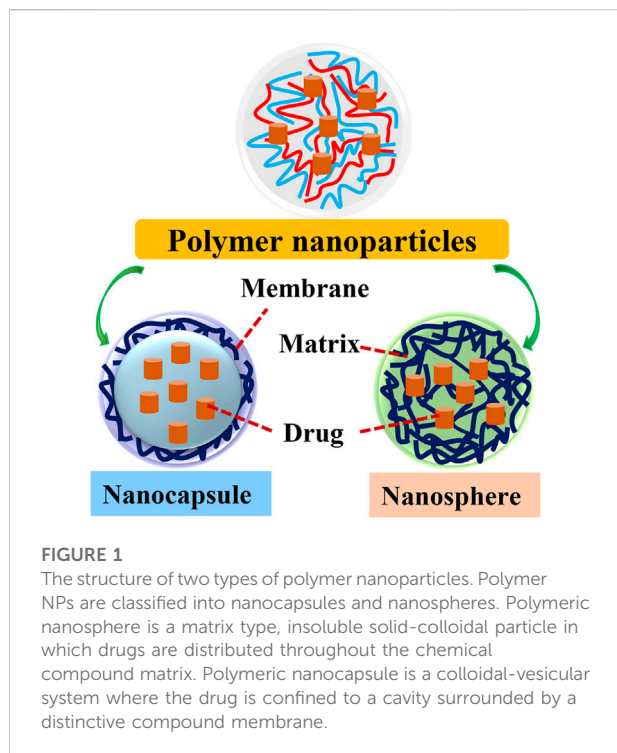 Polymer nanoparticles
Membrane
Matrix
Drug
Nanocapsule
Nanosphere
FIGURE 1
The structure of two types of polymer nanoparticles. Polymer
NPs are classified into nanocapsules and nanospheres. Polymeric
nanosphere is a matrix type, insoluble solid-colloidal particle in
which drugs are distributed throughout the chemical
compound matrix. Polymeric nanocapsule is a colloidal-vesicular
system where the drug is confined to a cavity surrounded by a
distinctive compound membrane.